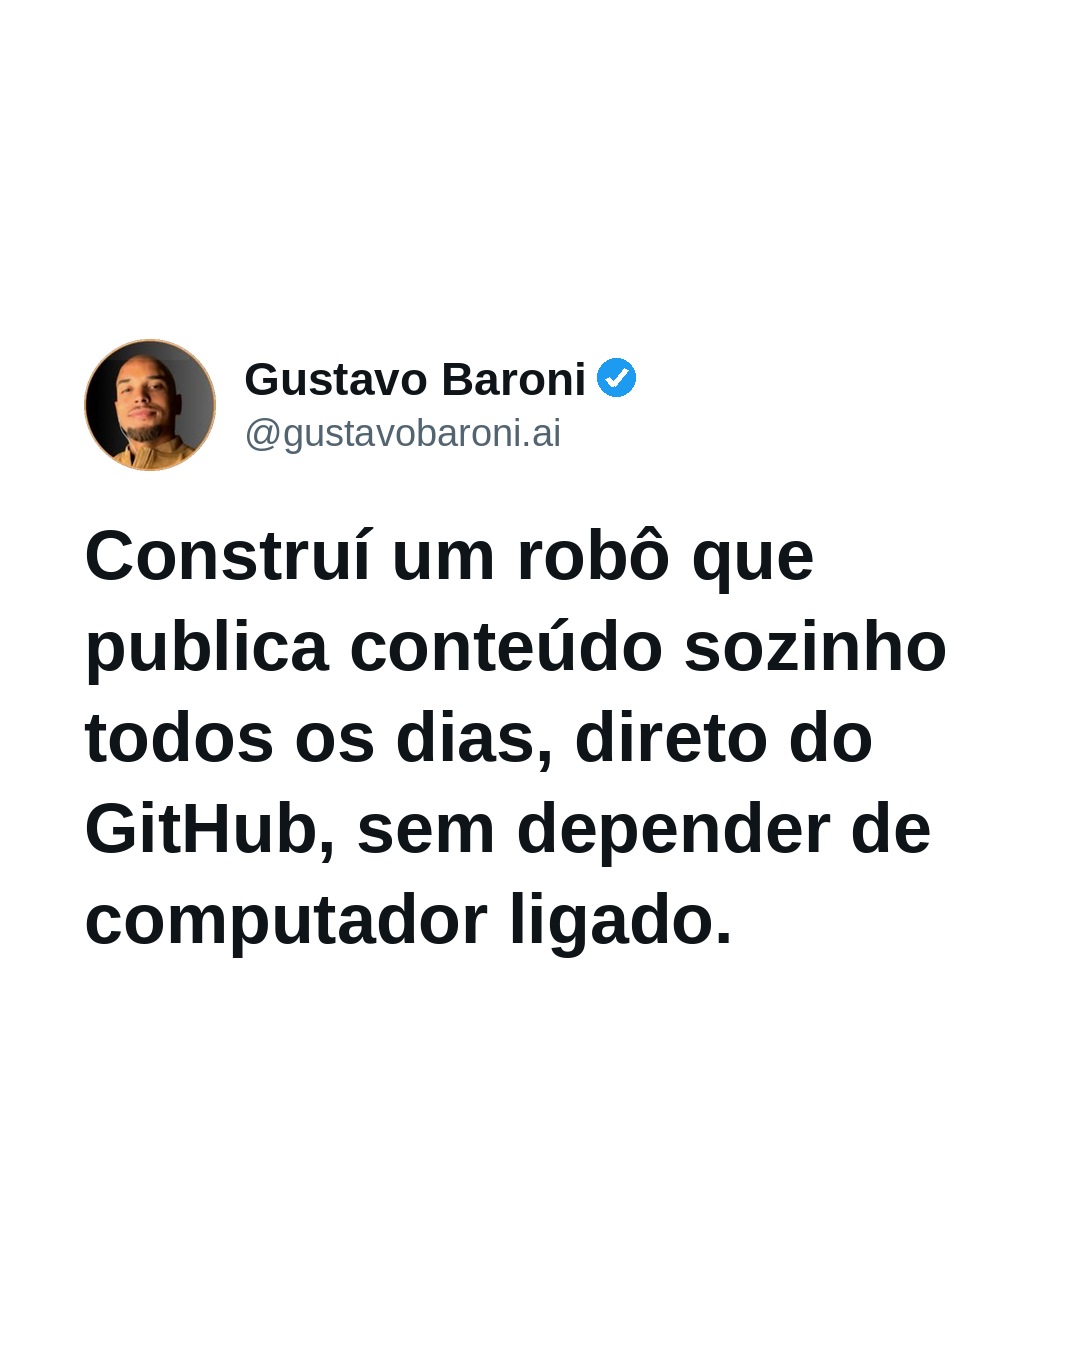 Gustavo Baroni
@gustavobaroni.ai
Construí um robô que
publica conteúdo sozinho
todos os dias, direto do
GitHub, sem depender de
computador ligado.